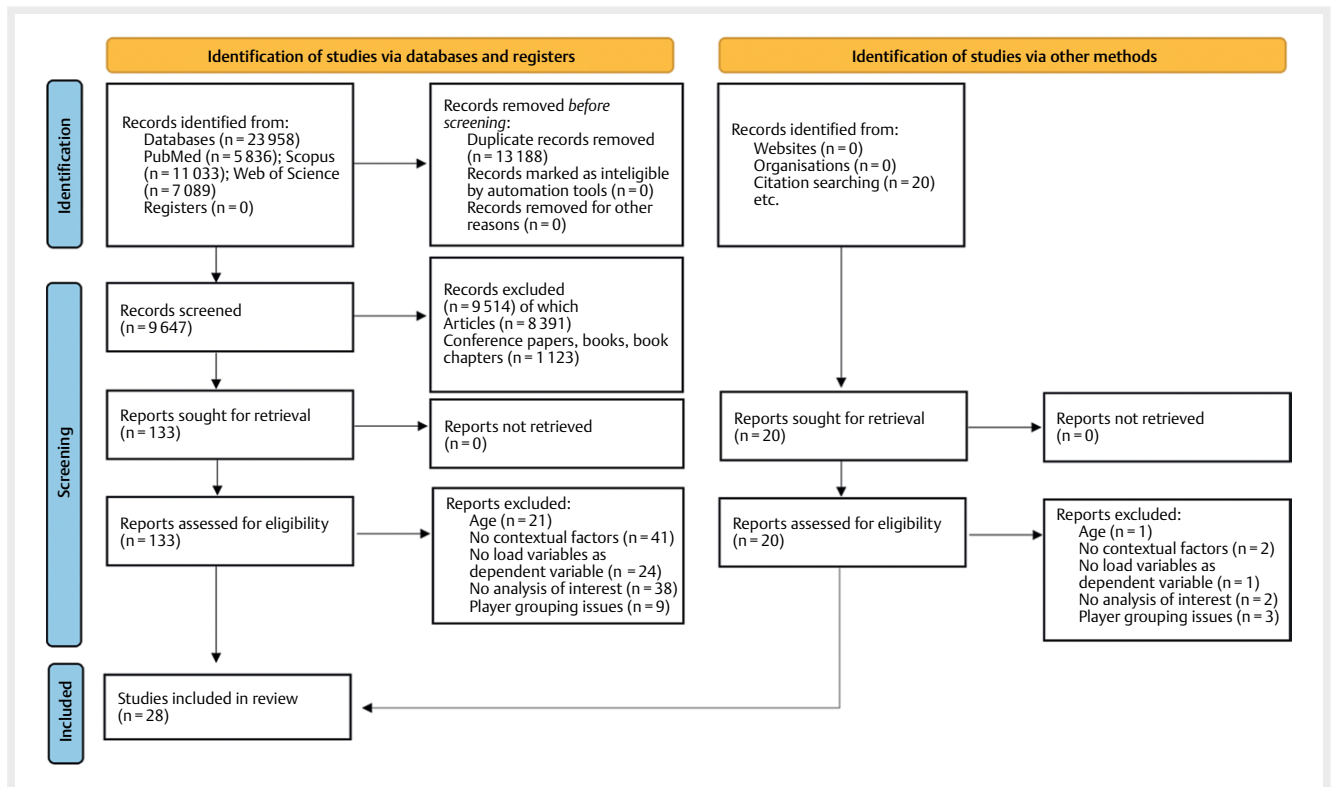 Identification of studies via databases and registers
Identification of studies via other methods
Identification
Records identified from:
Databases (n = 23 958)
PubMed (n = 5 836); Scopus
(n = 11 033); Web of Science
(n = 7 089)
Registers (n = 0)
Records removed before
screening:
Duplicate records removed
(n = 13 188)
Records marked as inteligible
by automation tools (n = 0)
Records removed for other
reasons (n = 0)
Records identified from:
Websites (n = 0)
Organisations (n = 0)
Citation searching (n = 20)
etc.
Screening
Records screened
(n = 9 647)
Records excluded
(n = 9 514) of which
Articles (n = 8 391)
Conference papers, books, book
chapters (n = 1 123)
Reports sought for retrieval
(n = 133)
Reports not retrieved
(n = 0)
Reports sought for retrieval
(n = 20)
Reports not retrieved
(n = 0)
Reports assessed for eligibility
(n = 133)
Reports excluded:
Age (n = 21)
No contextual factors (n = 41)
No load variables as
dependent variable (n = 24)
No analysis of interest (n = 38)
Player grouping issues (n = 9)
Reports assessed for eligibility
(n = 20)
Reports excluded:
Age (n = 1)
No contextual factors (n = 2)
No load variables as
dependent variable (n = 1)
No analysis of interest (n = 2)
Player grouping issues (n = 3)
Included
Studies included in review
(n = 28)